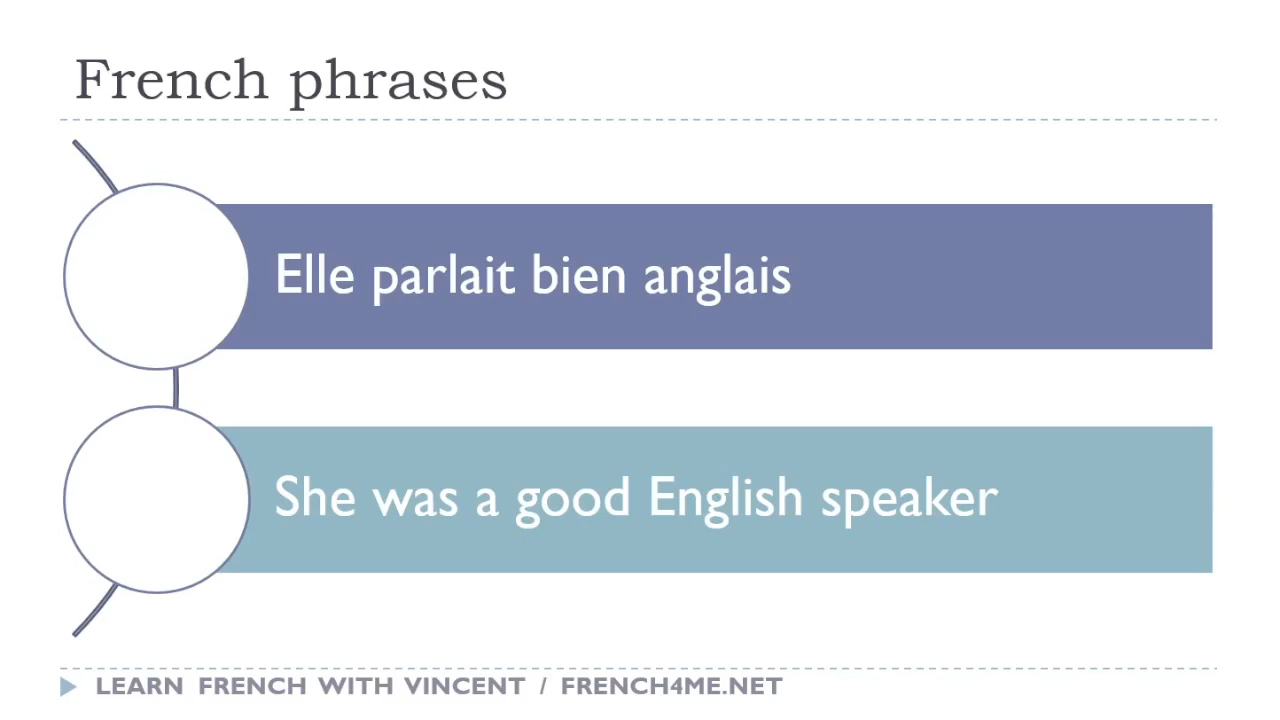 French phrases
Elle parlait bien anglais
She was a good English speaker
LEARN FRENCH WITH VINCENT / FRENCH4ME.NET